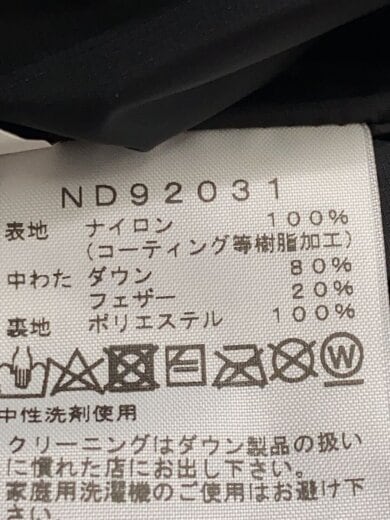 ND92031
表地 ナイロン 100%
(コーティング等樹脂加工)
中わた ダウン 80%
フェザー 20%
裏地 ポリエステル 100%
W
中性洗剤使用
クリーニングはダウン製品の扱い
に慣れた店にお出し下さい。
家庭用洗濯機のご使用はお避け下
さい